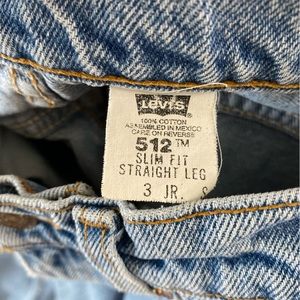 Levi's
100% COTTON
ASSEMBLED IN MEXICO
CARE ON REVERSE
512™
SLIM FIT
STRAIGHT LEG
3 JR. S